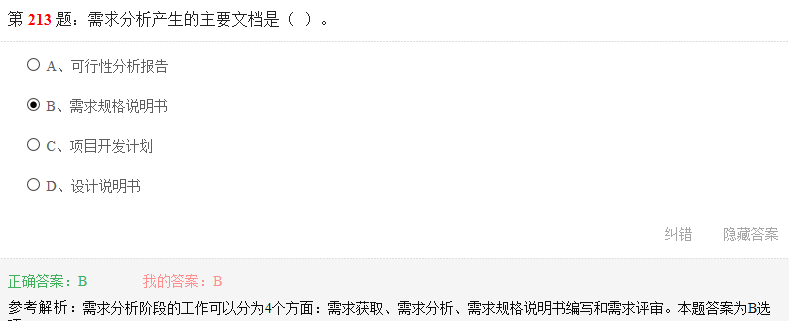 第 213 题：需求分析产生的主要文档是（ ）。
A、可行性分析报告
B、需求规格说明书
C、项目开发计划
D、设计说明书
纠错 隐藏答案
正确答案：B 我的答案：B
参考解析：需求分析阶段的工作可以分为4个方面：需求获取、需求分析、需求规格说明书编写和需求评审。本题答案为B选